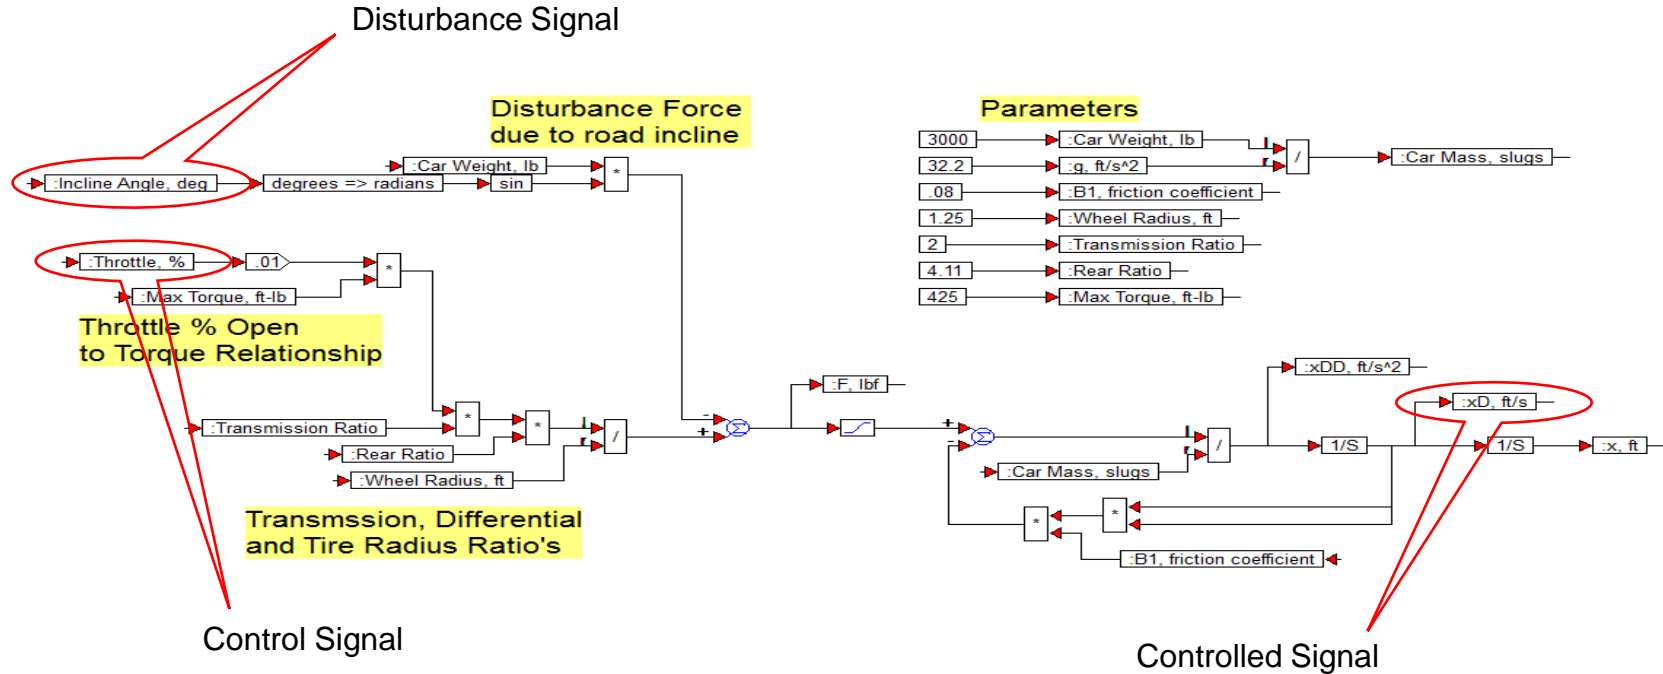 Disturbance Signal
Disturbance Force
due to road incline
Parameters
:Car Weight, lb
*
:Incline Angle, deg
degrees => radians
sin
3000
:Car Weight, lb
l
r
/
:Car Mass, slugs
32.2
:g, ft/s^2
.08
:B1, friction coefficient
1.25
:Wheel Radius, ft
2
:Transmission Ratio
4.11
:Rear Ratio
425
:Max Torque, ft-lb
:Throttle, %
.01
*
:Max Torque, ft-lb
Throttle % Open
to Torque Relationship
:Transmission Ratio
*
*
l
r
/
:Rear Ratio
:Wheel Radius, ft
Transmssion, Differential
and Tire Radius Ratio's
-
+
Σ
:F, lbf
+
-
Σ
:Car Mass, slugs
l
r
/
:xDD, ft/s^2
1/S
:xD, ft/s
1/S
:x, ft
*
*
:B1, friction coefficient
Control Signal
Controlled Signal